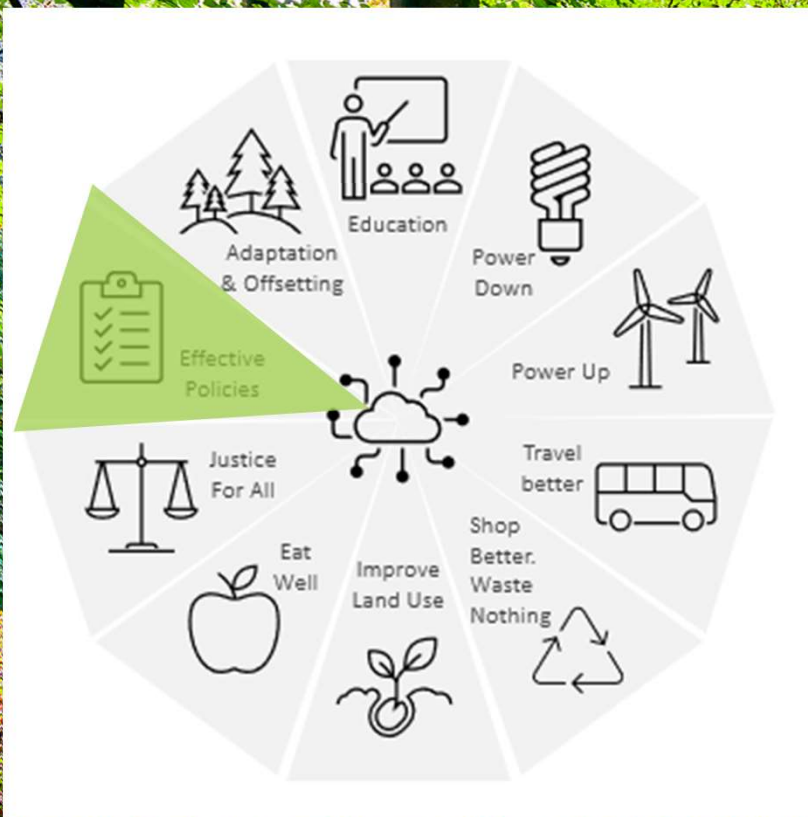 Education
Adaptation
& Offsetting
Power
Down
Effective
Policies
Power Up
Justice
For All
Travel
better
Eat
Well
Improve
Land Use
Shop
Better.
Waste
Nothing